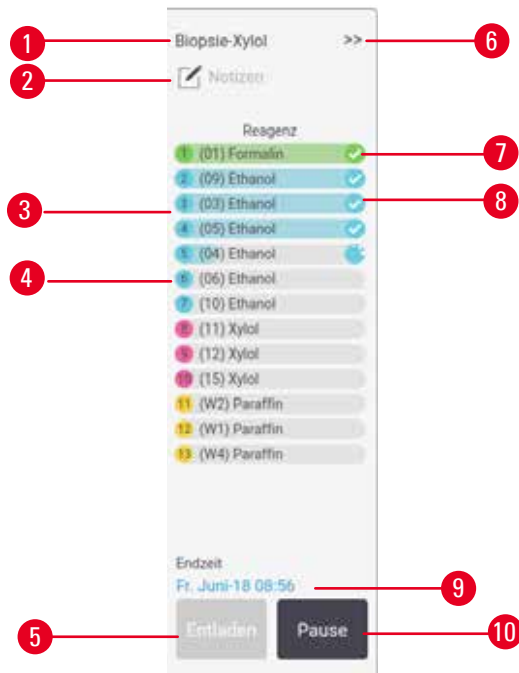 1 Biopsie-Xylol >> 6
2 Notizen
Reagenz
1 (01) Formalin 7
2 (09) Ethanol
3 3 (03) Ethanol 8
4 (05) Ethanol
5 (04) Ethanol
4 6 (06) Ethanol
7 (10) Ethanol
8 (11) Xylol
9 (12) Xylol
10 (15) Xylol
11 (W2) Paraffin
12 (W1) Paraffin
13 (W4) Paraffin
Endzeit
Fr. Juni-18 08:56 9
5 Entladen Pause 10